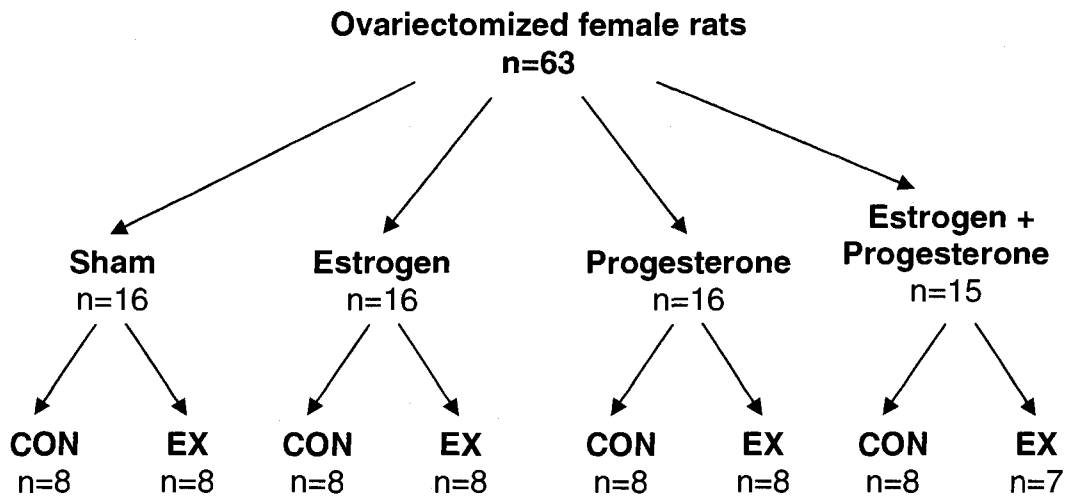 Ovariectomized female rats
n=63
Sham
n=16
Estrogen
n=16
Progesterone
n=16
Estrogen +
Progesterone
n=15
CON
n=8
EX
n=8
CON
n=8
EX
n=8
CON
n=8
EX
n=8
CON
n=8
EX
n=7